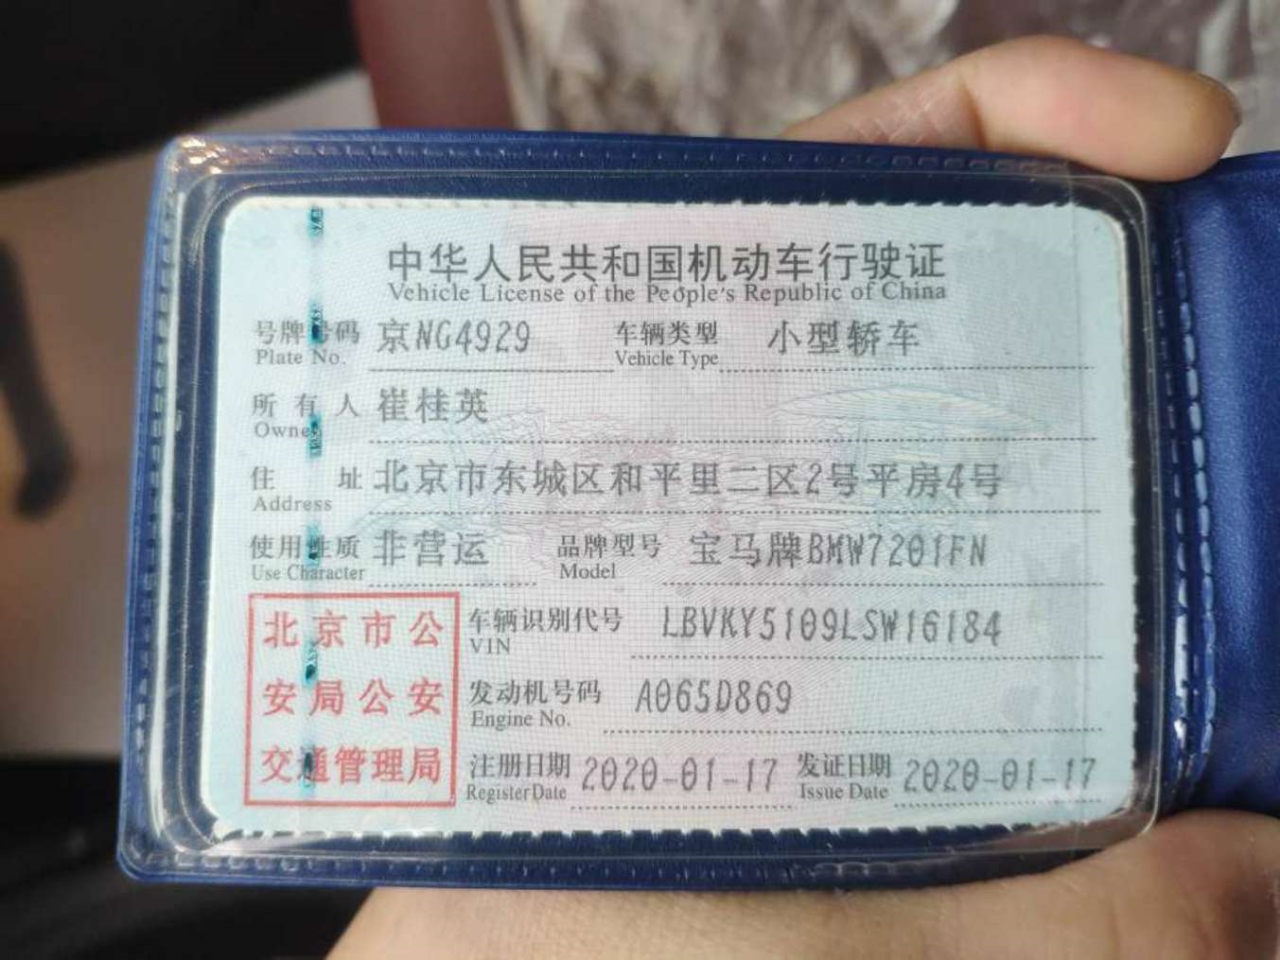 中华人民共和国机动车行驶证
Vehicle License of the People's Republic of China
号牌号码 京NG4929 车辆类型 小型轿车
Plate No. Vehicle Type
所有人 崔桂英
Owner
住址 北京市东城区和平里二区2号平房4号
Address
使用性质 非营运 品牌型号 宝马牌BMW7201FN
Use Character Model
北京市公
安局公安
交通管理局
车辆识别代号 LBVKY5109LSW16184
VIN
发动机号码 A065D869
Engine No.
注册日期 2020-01-17 发证日期 2020-01-17
Register Date Issue Date